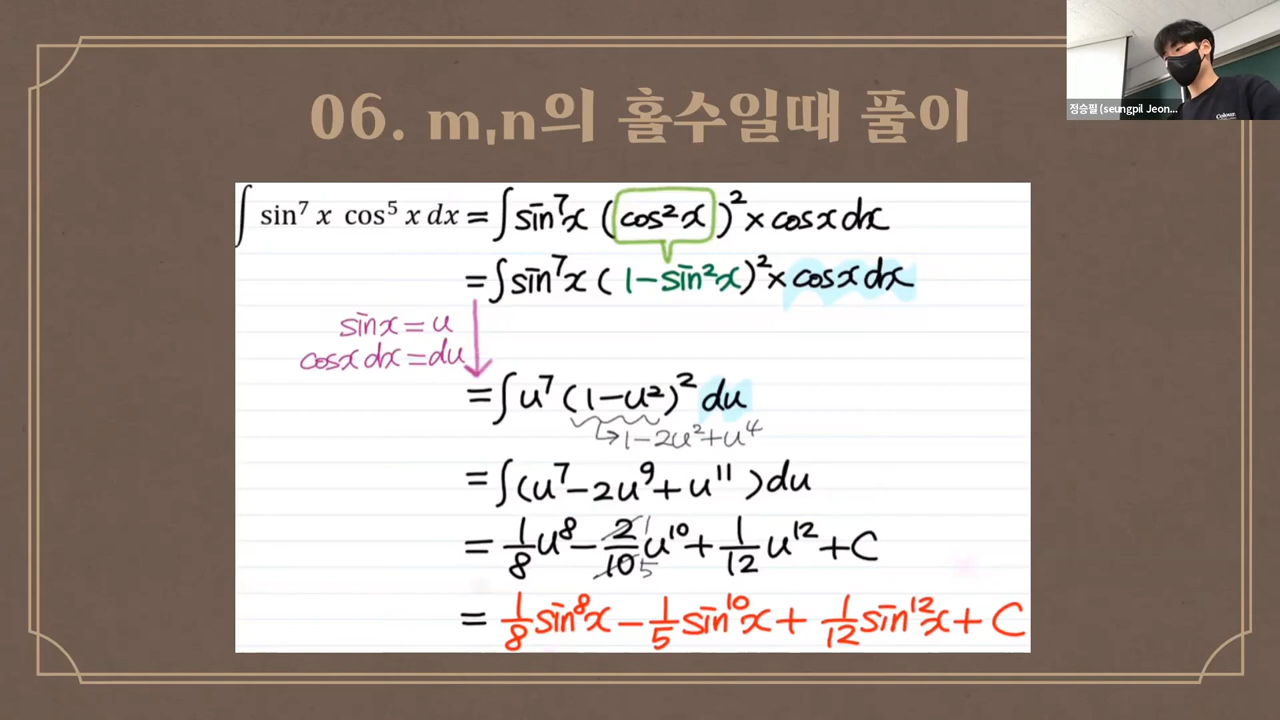 06. m,n의 홀수일때 풀이
정승필 (seungpil Jeon...
∫ sin⁷ x cos⁵ x dx = ∫ sin⁷x (cos²x)² × cosx dx
= ∫ sin⁷x (1-sin²x)² × cosx dx
sinx = u
cosx dx = du
= ∫ u⁷ (1-u²)² du
→ 1-2u²+u⁴
= ∫ (u⁷-2u⁹+u¹¹) du
= 1/8 u⁸ - 2/10 1/5 u¹⁰ + 1/12 u¹² + C
= 1/8 sin⁸x - 1/5 sin¹⁰x + 1/12 sin¹²x + C